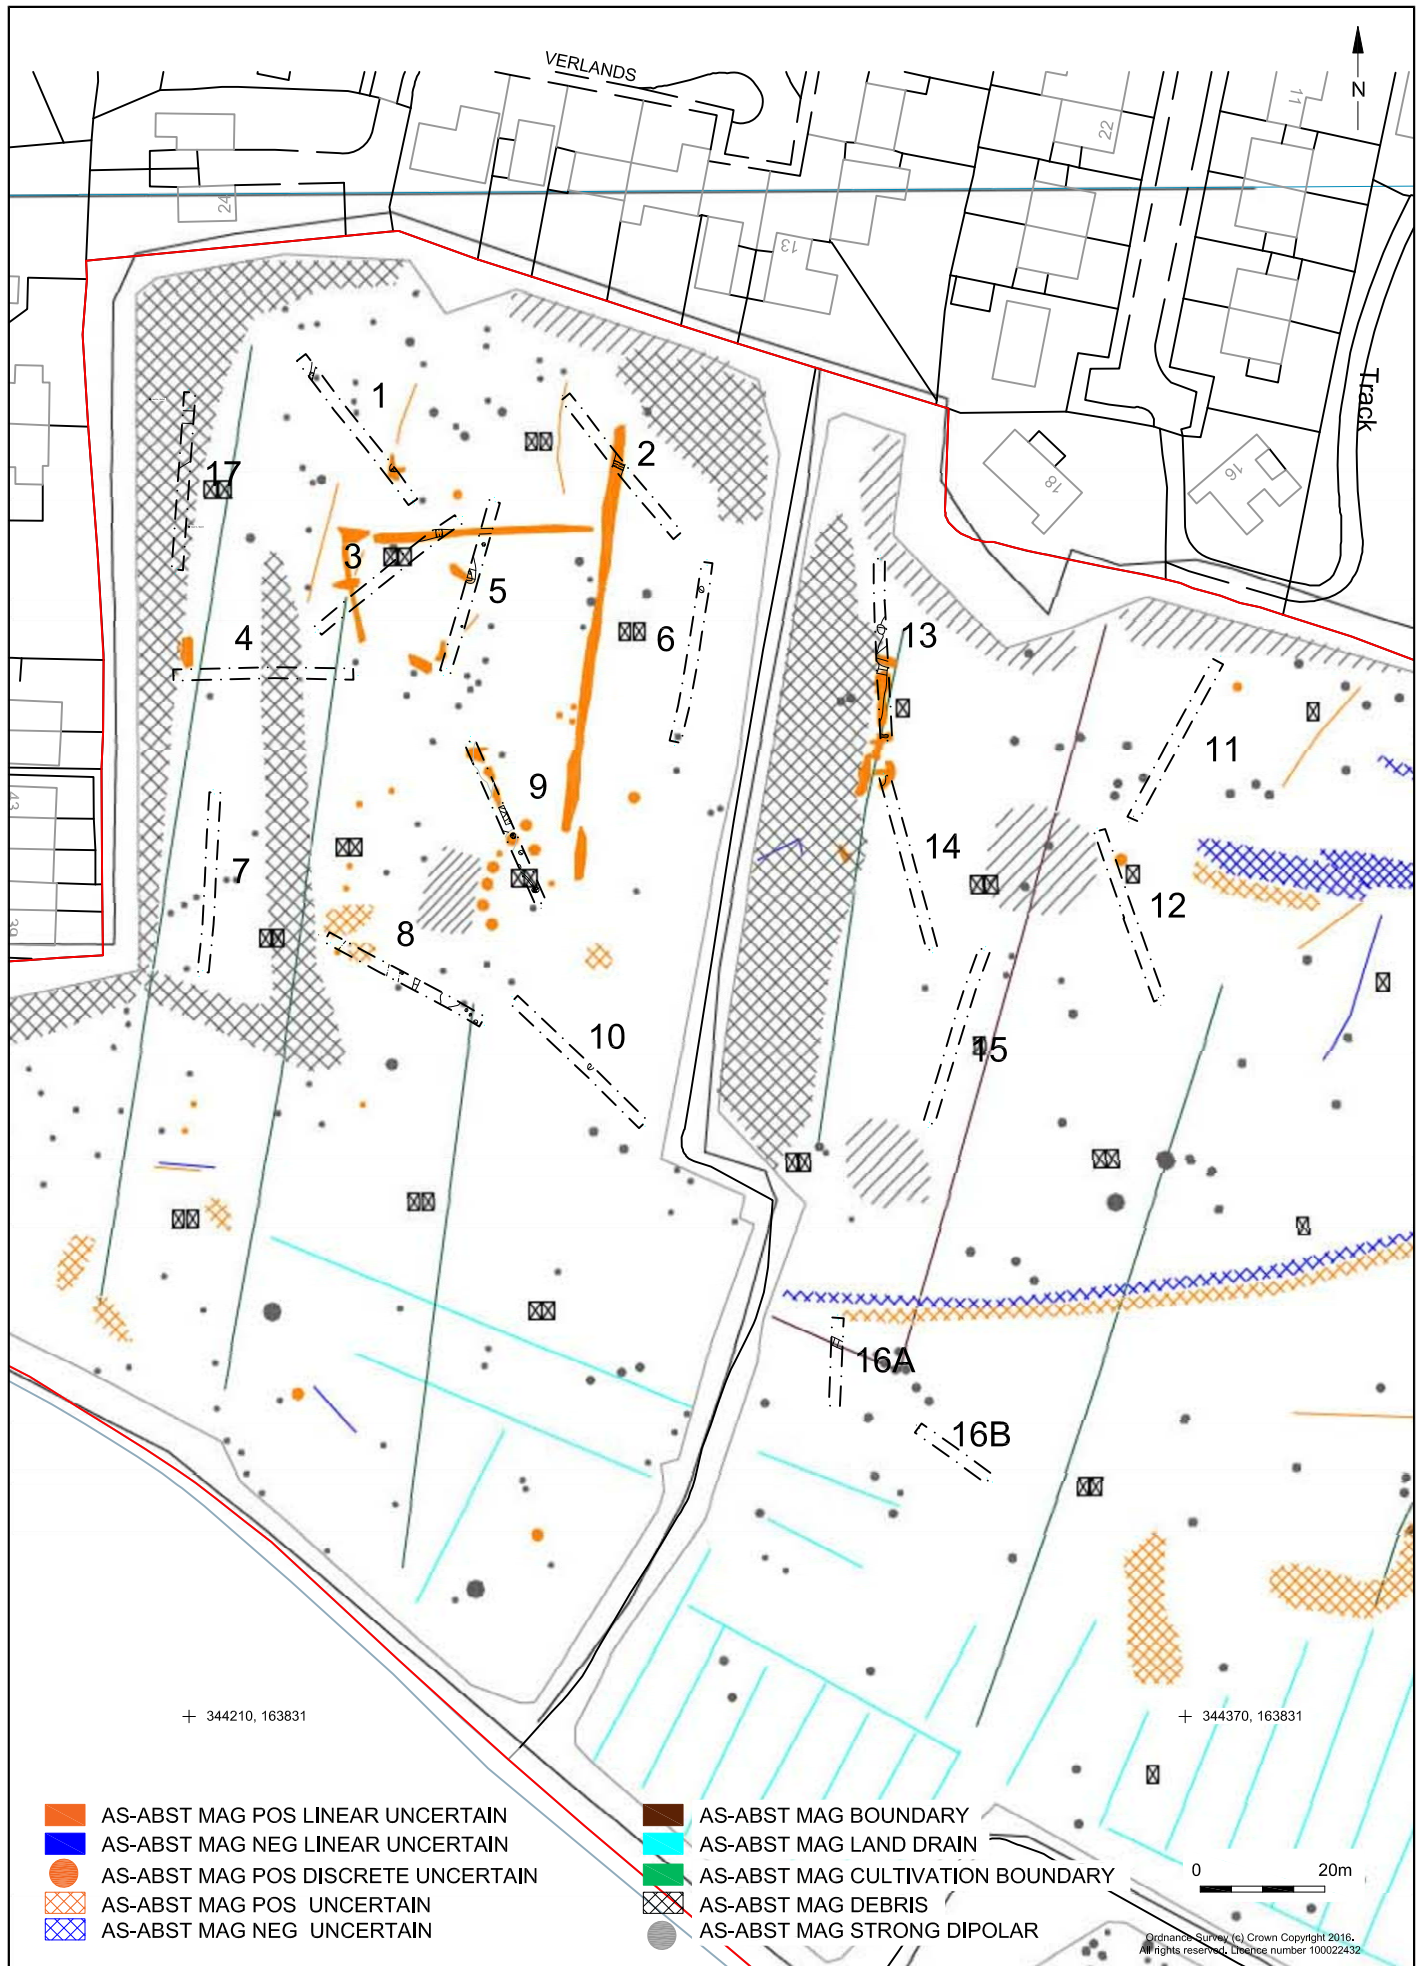 VERLANDS
N
11
22
24
13
Track
18
16
1
2
17
3
5
6
4
13
11
9
14
7
12
8
10
15
43
39
16A
16B
344210, 163831
344370, 163831
AS-ABST MAG POS LINEAR UNCERTAIN
AS-ABST MAG NEG LINEAR UNCERTAIN
AS-ABST MAG POS DISCRETE UNCERTAIN
AS-ABST MAG POS UNCERTAIN
AS-ABST MAG NEG UNCERTAIN
AS-ABST MAG BOUNDARY
AS-ABST MAG LAND DRAIN
AS-ABST MAG CULTIVATION BOUNDARY
AS-ABST MAG DEBRIS
AS-ABST MAG STRONG DIPOLAR
0 20m
Ordnance Survey (c) Crown Copyright 2016.
All rights reserved. Licence number 100022432